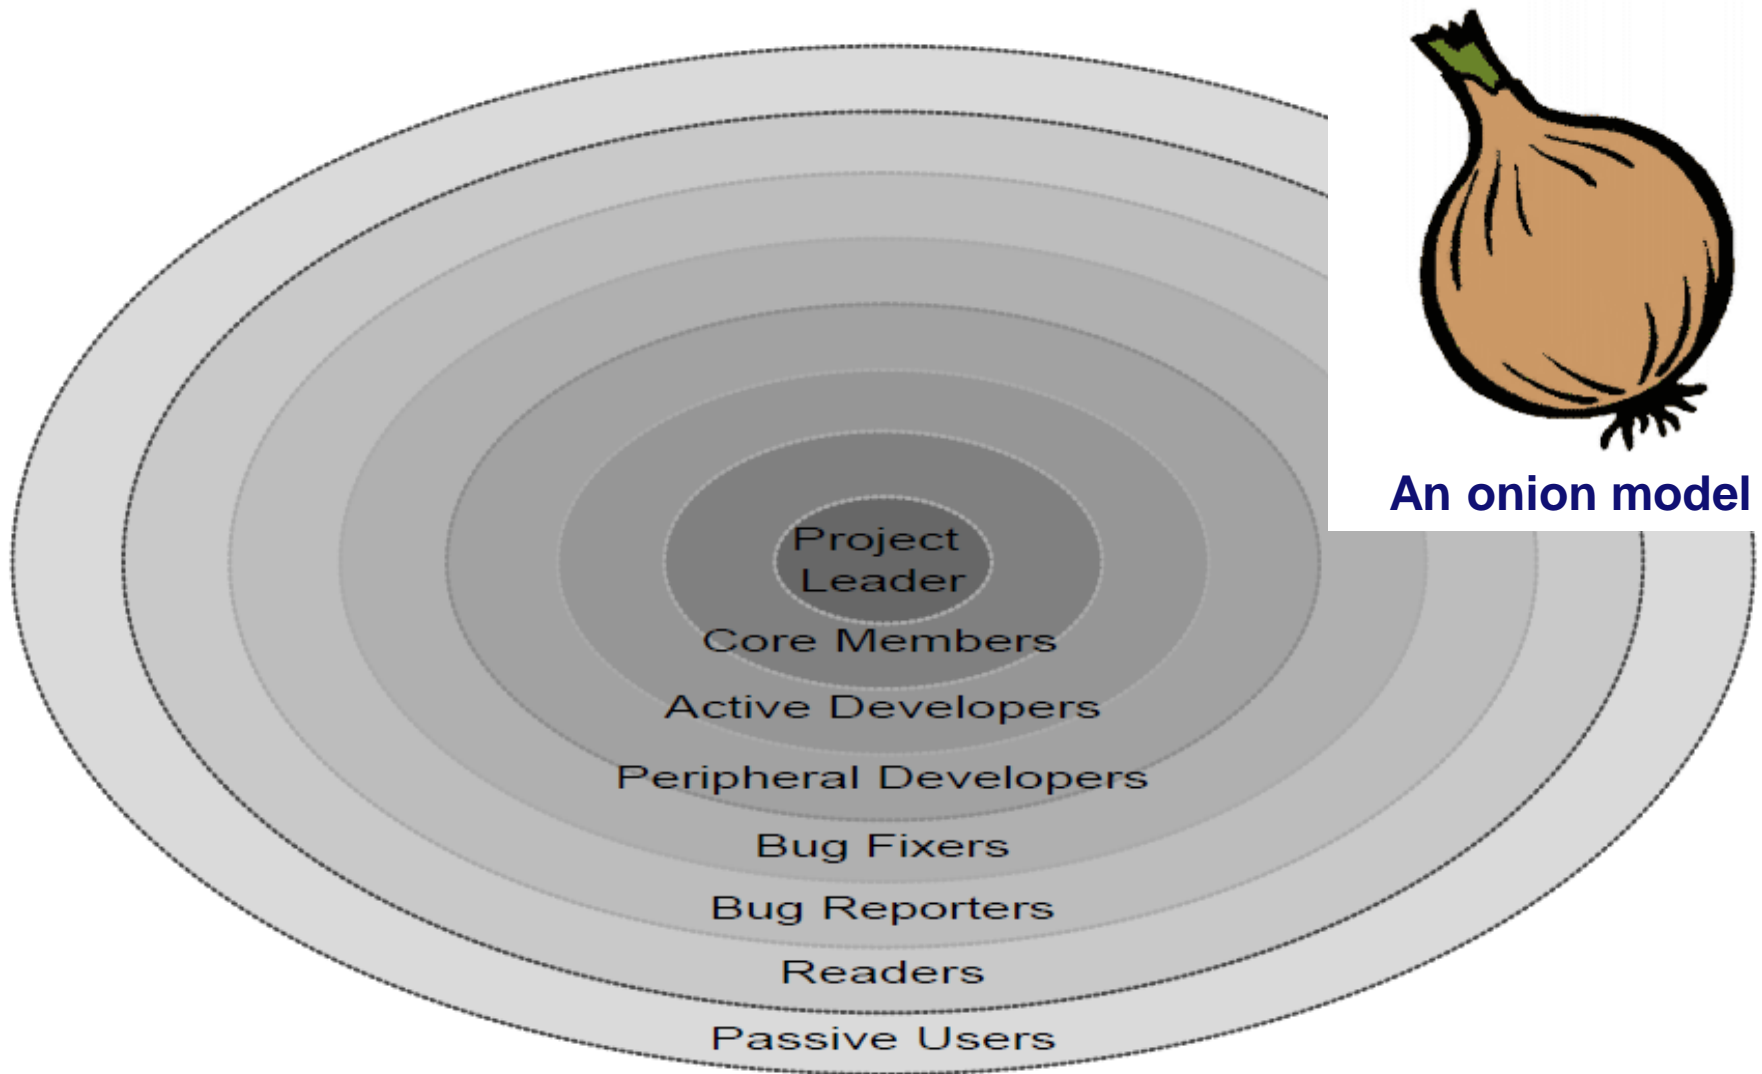 An onion model
Project
Leader
Core Members
Active Developers
Peripheral Developers
Bug Fixers
Bug Reporters
Readers
Passive Users